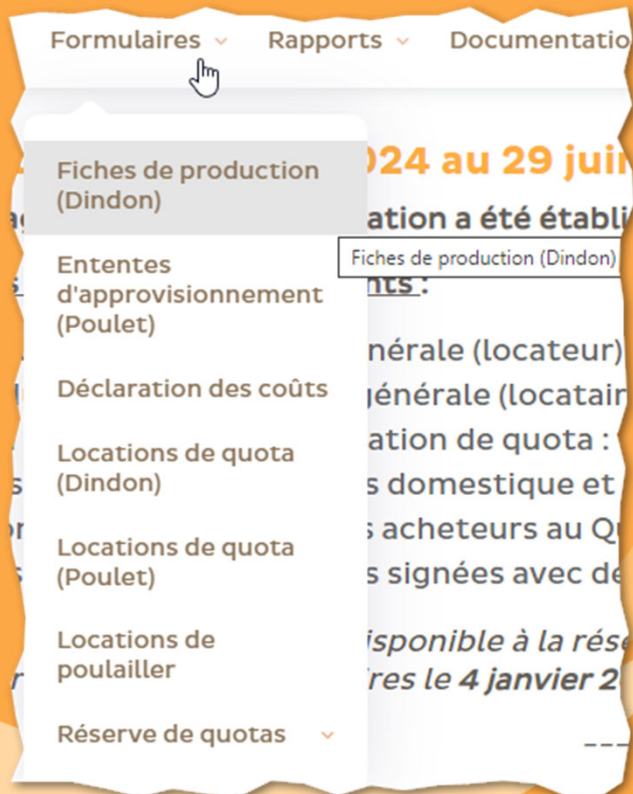 Formulaires
Rapports
Documentatio
24 au 29 juin
Fiches de production
(Dindon)
ation a été établi
Fiches de production (Dindon)
Ententes
d'approvisionnement
(Poulet)
nts :
nérale (locateur)
Déclaration des coûts
générale (locatair
ation de quota :
Locations de quota
(Dindon)
s domestique et
s acheteurs au Qu
Locations de quota
(Poulet)
s signées avec de
Locations de
poulailler
isponible à la rése
res le 4 janvier 2
Réserve de quotas